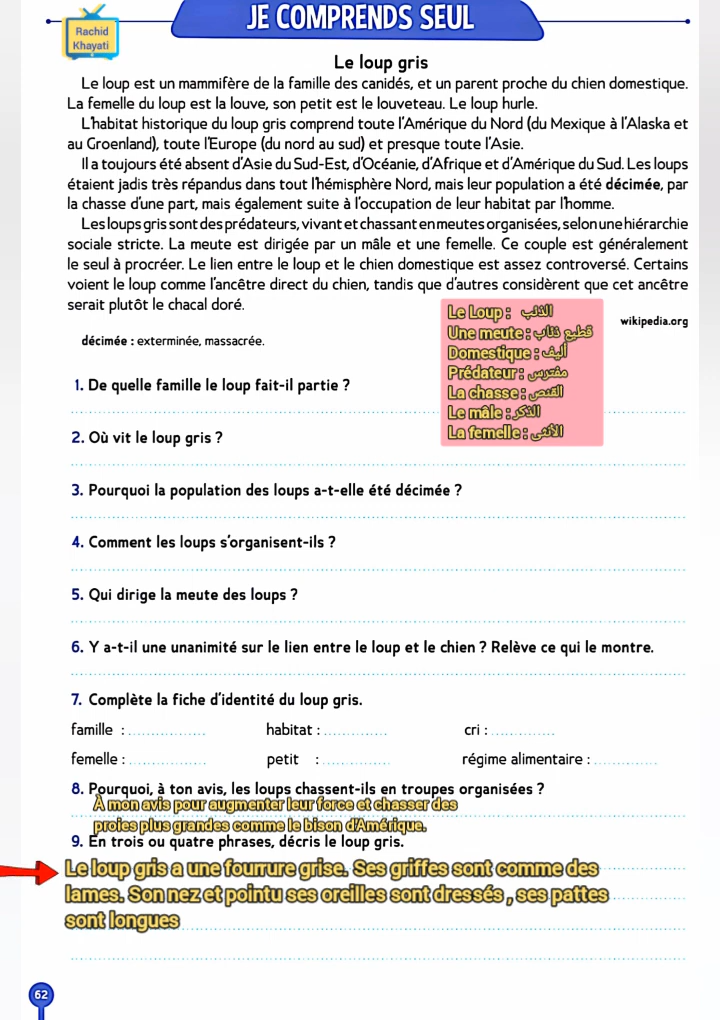 Rachid
Khayati
JE COMPRENDS SEUL
Le loup gris
Le loup est un mammifère de la famille des canidés, et un parent proche du chien domestique.
La femelle du loup est la louve, son petit est le louveteau. Le loup hurle.
L'habitat historique du loup gris comprend toute l'Amérique du Nord (du Mexique à l'Alaska et
au Groenland), toute l'Europe (du nord au sud) et presque toute l'Asie.
Il a toujours été absent d'Asie du Sud-Est, d'Océanie, d'Afrique et d'Amérique du Sud. Les loups
étaient jadis très répandus dans tout l'hémisphère Nord, mais leur population a été décimée, par
la chasse d'une part, mais également suite à l'occupation de leur habitat par l'homme.
Les loups gris sont des prédateurs, vivant et chassant en meutes organisées, selon une hiérarchie
sociale stricte. La meute est dirigée par un mâle et une femelle. Ce couple est généralement
le seul à procréer. Le lien entre le loup et le chien domestique est assez controversé. Certains
voient le loup comme l'ancêtre direct du chien, tandis que d'autres considèrent que cet ancêtre
serait plutôt le chacal doré.
wikipedia.org
décimée : exterminée, massacrée.
Le Loup : الذئب
Une meute : قطيع ذئاب
Domestique : أليف
Prédateur : مفترس
La chasse : القنص
Le mâle : الذكر
La femelle : الأنثى
1. De quelle famille le loup fait-il partie ?
2. Où vit le loup gris ?
3. Pourquoi la population des loups a-t-elle été décimée ?
4. Comment les loups s'organisent-ils ?
5. Qui dirige la meute des loups ?
6. Y a-t-il une unanimité sur le lien entre le loup et le chien ? Relève ce qui le montre.
7. Complète la fiche d'identité du loup gris.
famille : habitat : cri :
femelle : petit : régime alimentaire :
8. Pourquoi, à ton avis, les loups chassent-ils en troupes organisées ?
À mon avis pour augmenter leur force et chasser des
proies plus grandes comme le bison d'Amérique.
9. En trois ou quatre phrases, décris le loup gris.
Le loup gris a une fourrure grise. Ses griffes sont comme des
lames. Son nez et pointu ses oreilles sont dressés , ses pattes
sont longues
62